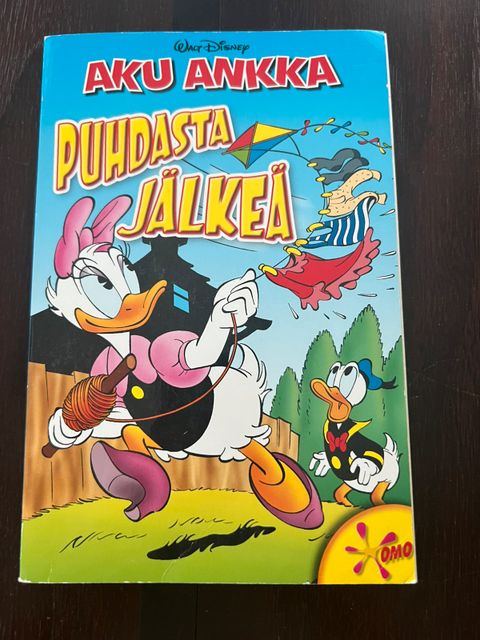 WALT DISNEY
AKU ANKKA
PUHDASTA
JÄLKEÄ
OMO